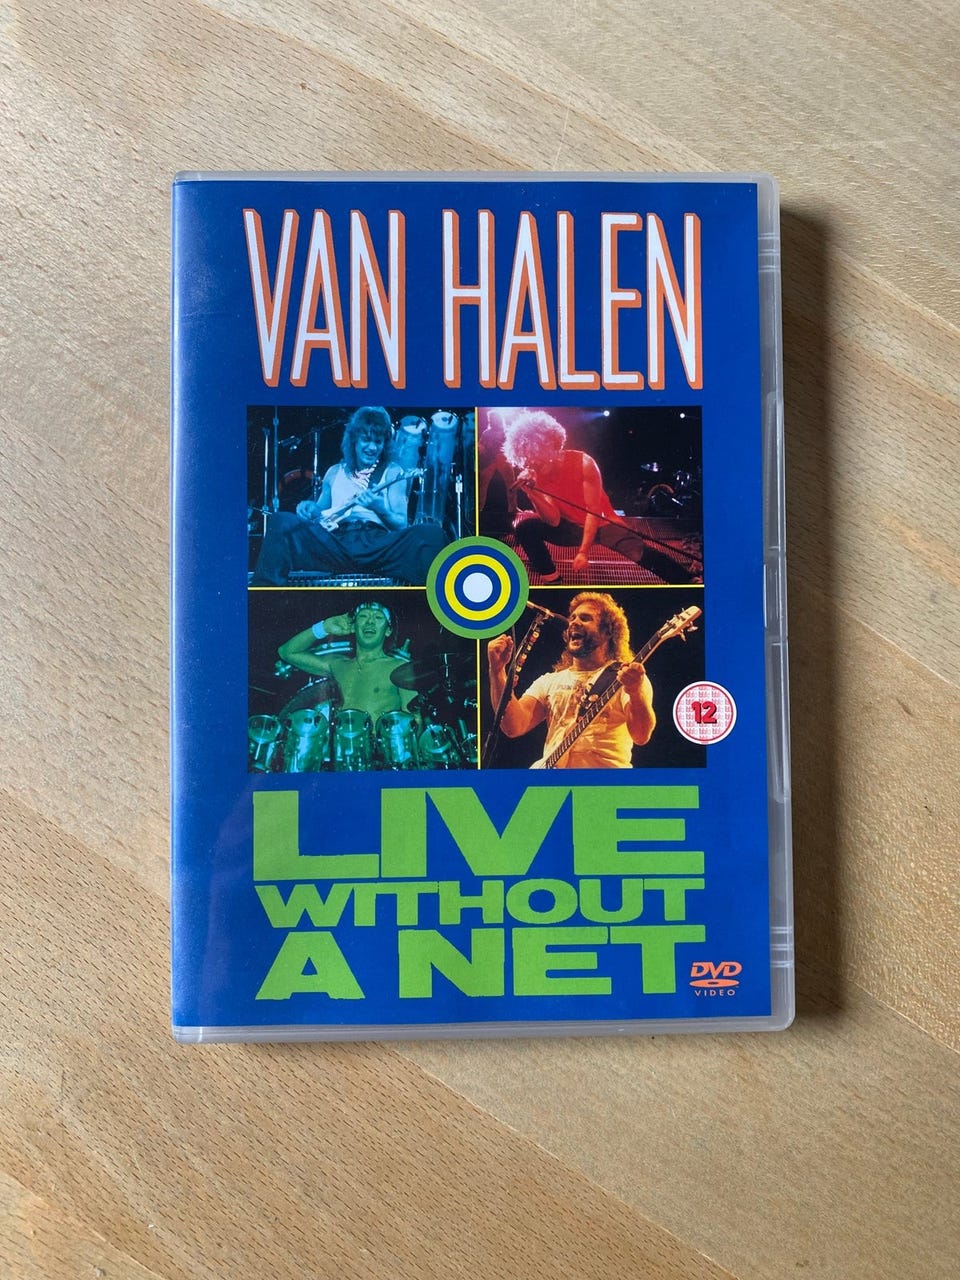 VAN HALEN
12
LIVE
WITHOUT
A NET
DVD
VIDEO